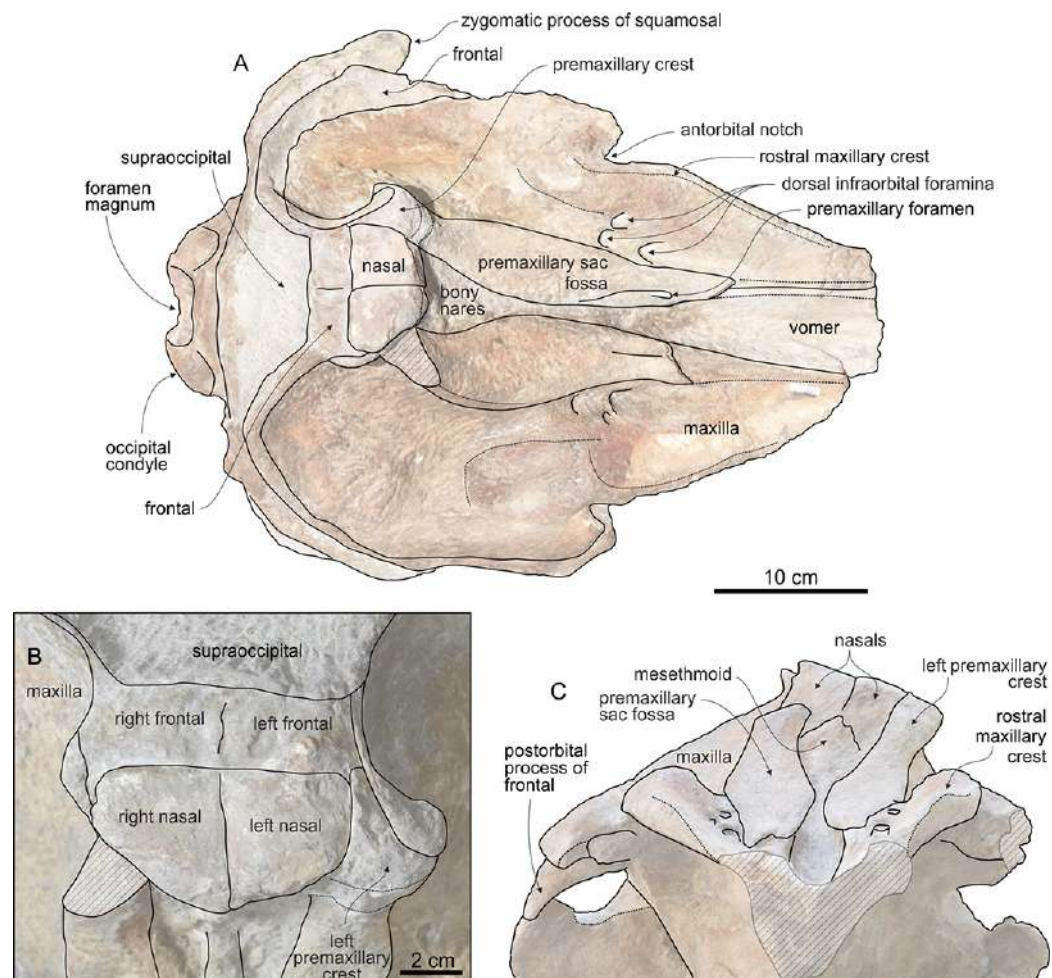 zygomatic process of squamosal
A
frontal
premaxillary crest
antorbital notch
supraoccipital
rostral maxillary crest
foramen
magnum
dorsal infraorbital foramina
premaxillary foramen
nasal
premaxillary sac
fossa
bony
nares
vomer
maxilla
occipital
condyle
frontal
10 cm
B
supraoccipital
maxilla
right frontal
left frontal
right nasal
left nasal
left
premaxillary
crest
2 cm
C
nasals
mesethmoid
left premaxillary
crest
premaxillary
sac fossa
rostral
maxillary
crest
maxilla
postorbital
process of
frontal